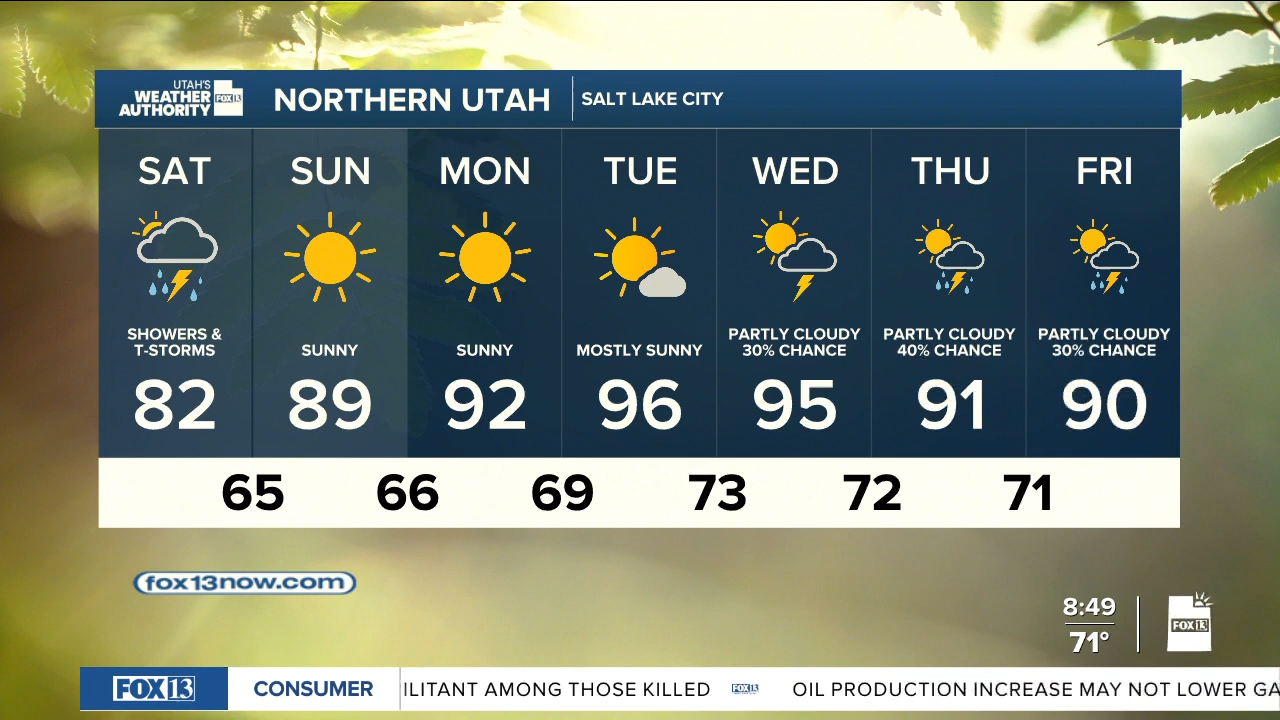 UTAH'S
WEATHER
AUTHORITY
FOX 13
NORTHERN UTAH
SALT LAKE CITY
SAT
SUN
MON
TUE
WED
THU
FRI
SHOWERS &
T-STORMS
SUNNY
SUNNY
MOSTLY SUNNY
PARTLY CLOUDY
30% CHANCE
PARTLY CLOUDY
40% CHANCE
PARTLY CLOUDY
30% CHANCE
82
89
92
96
95
91
90
65
66
69
73
72
71
fox13now.com
8:49
71°
FOX 13
FOX 13
CONSUMER
ILITANT AMONG THOSE KILLED
FOX 13
OIL PRODUCTION INCREASE MAY NOT LOWER GA